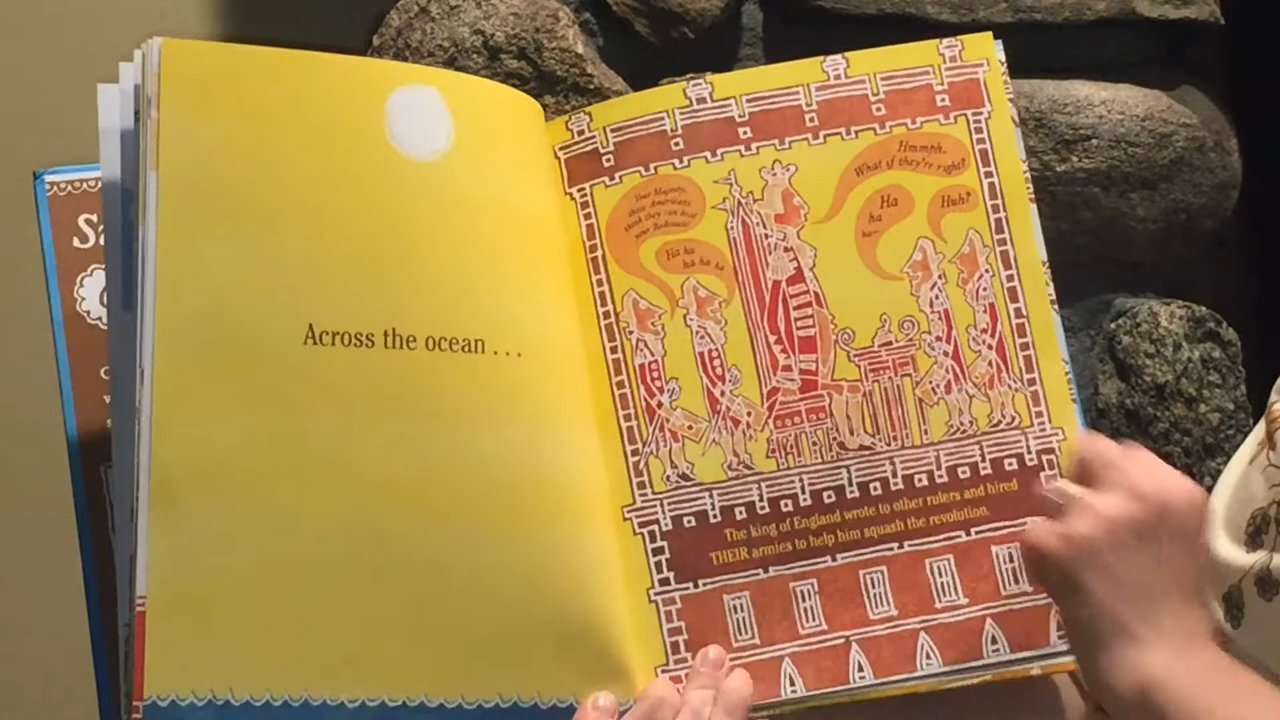 Across the ocean . . .
Your Majesty,
these Americans
think they can beat
your Redcoats!
Ha ha
ha ha ha
Hmmph.
What if they're right?
Ha
ha
ha—
Huh?
The king of England wrote to other rulers and hired
THEIR armies to help him squash the revolution.